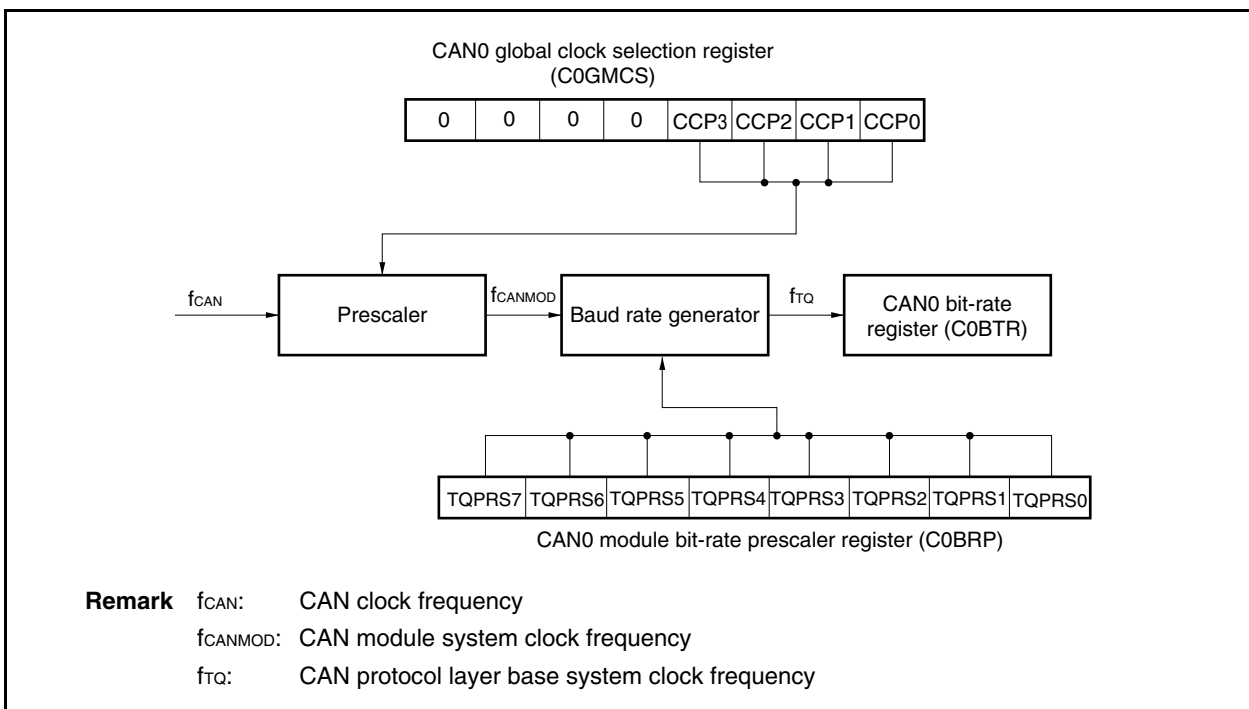 CAN0 global clock selection register
(C0GMCS)
0 0 0 0 CCP3 CCP2 CCP1 CCP0
fCAN
Prescaler
fCANMOD
Baud rate generator
fTQ
CAN0 bit-rate
register (C0BTR)
TQPRS7 TQPRS6 TQPRS5 TQPRS4 TQPRS3 TQPRS2 TQPRS1 TQPRS0
CAN0 module bit-rate prescaler register (C0BRP)
Remark fCAN: CAN clock frequency
fCANMOD: CAN module system clock frequency
fTQ: CAN protocol layer base system clock frequency